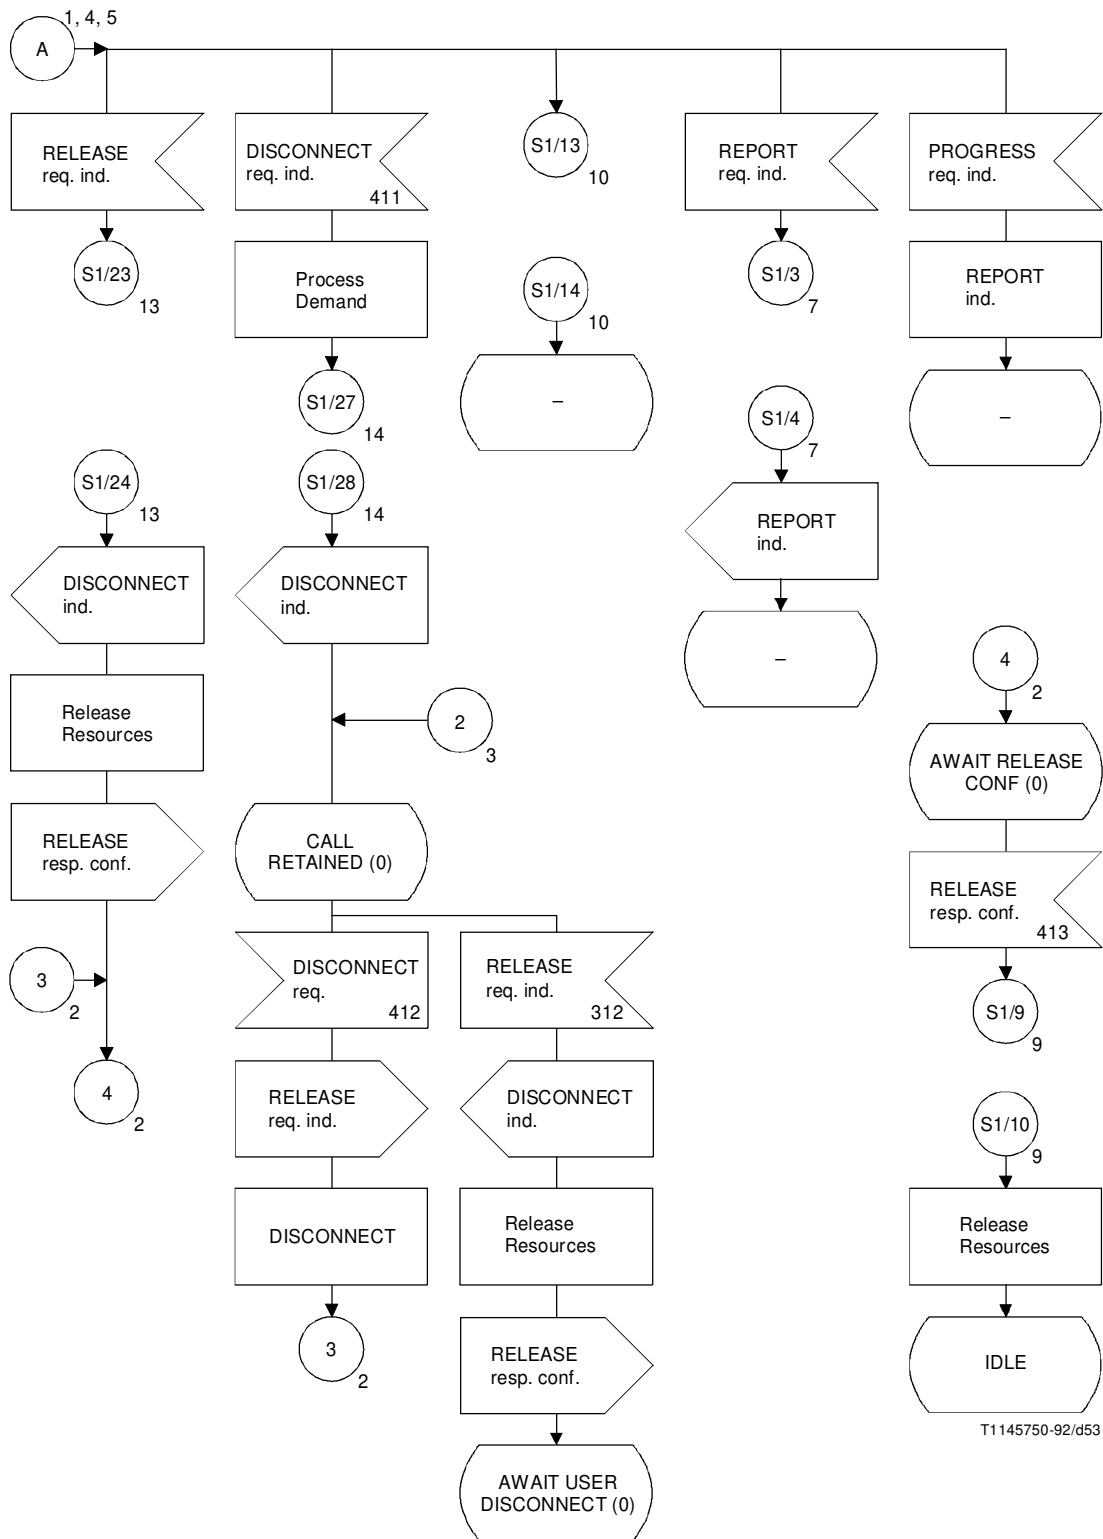 1, 4, 5
A
RELEASE
req. ind.
S1/23
13
S1/24
13
DISCONNECT
ind.
Release
Resources
RELEASE
resp. conf.
3
2
4
2
DISCONNECT
req. ind.
411
Process
Demand
S1/27
14
S1/28
14
DISCONNECT
ind.
2
3
CALL
RETAINED (0)
DISCONNECT
req.
412
RELEASE
req. ind.
DISCONNECT
3
2
RELEASE
req. ind.
312
DISCONNECT
ind.
Release
Resources
RELEASE
resp. conf.
AWAIT USER
DISCONNECT (0)
S1/13
10
S1/14
10
–
REPORT
req. ind.
S1/3
7
S1/4
7
REPORT
ind.
–
PROGRESS
req. ind.
REPORT
ind.
–
4
2
AWAIT RELEASE
CONF (0)
RELEASE
resp. conf.
413
S1/9
9
S1/10
9
Release
Resources
IDLE
T1145750-92/d53